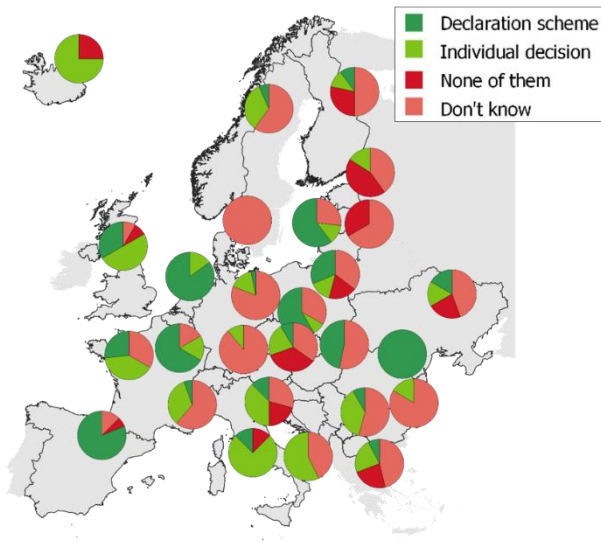 Declaration scheme
Individual decision
None of them
Don't know